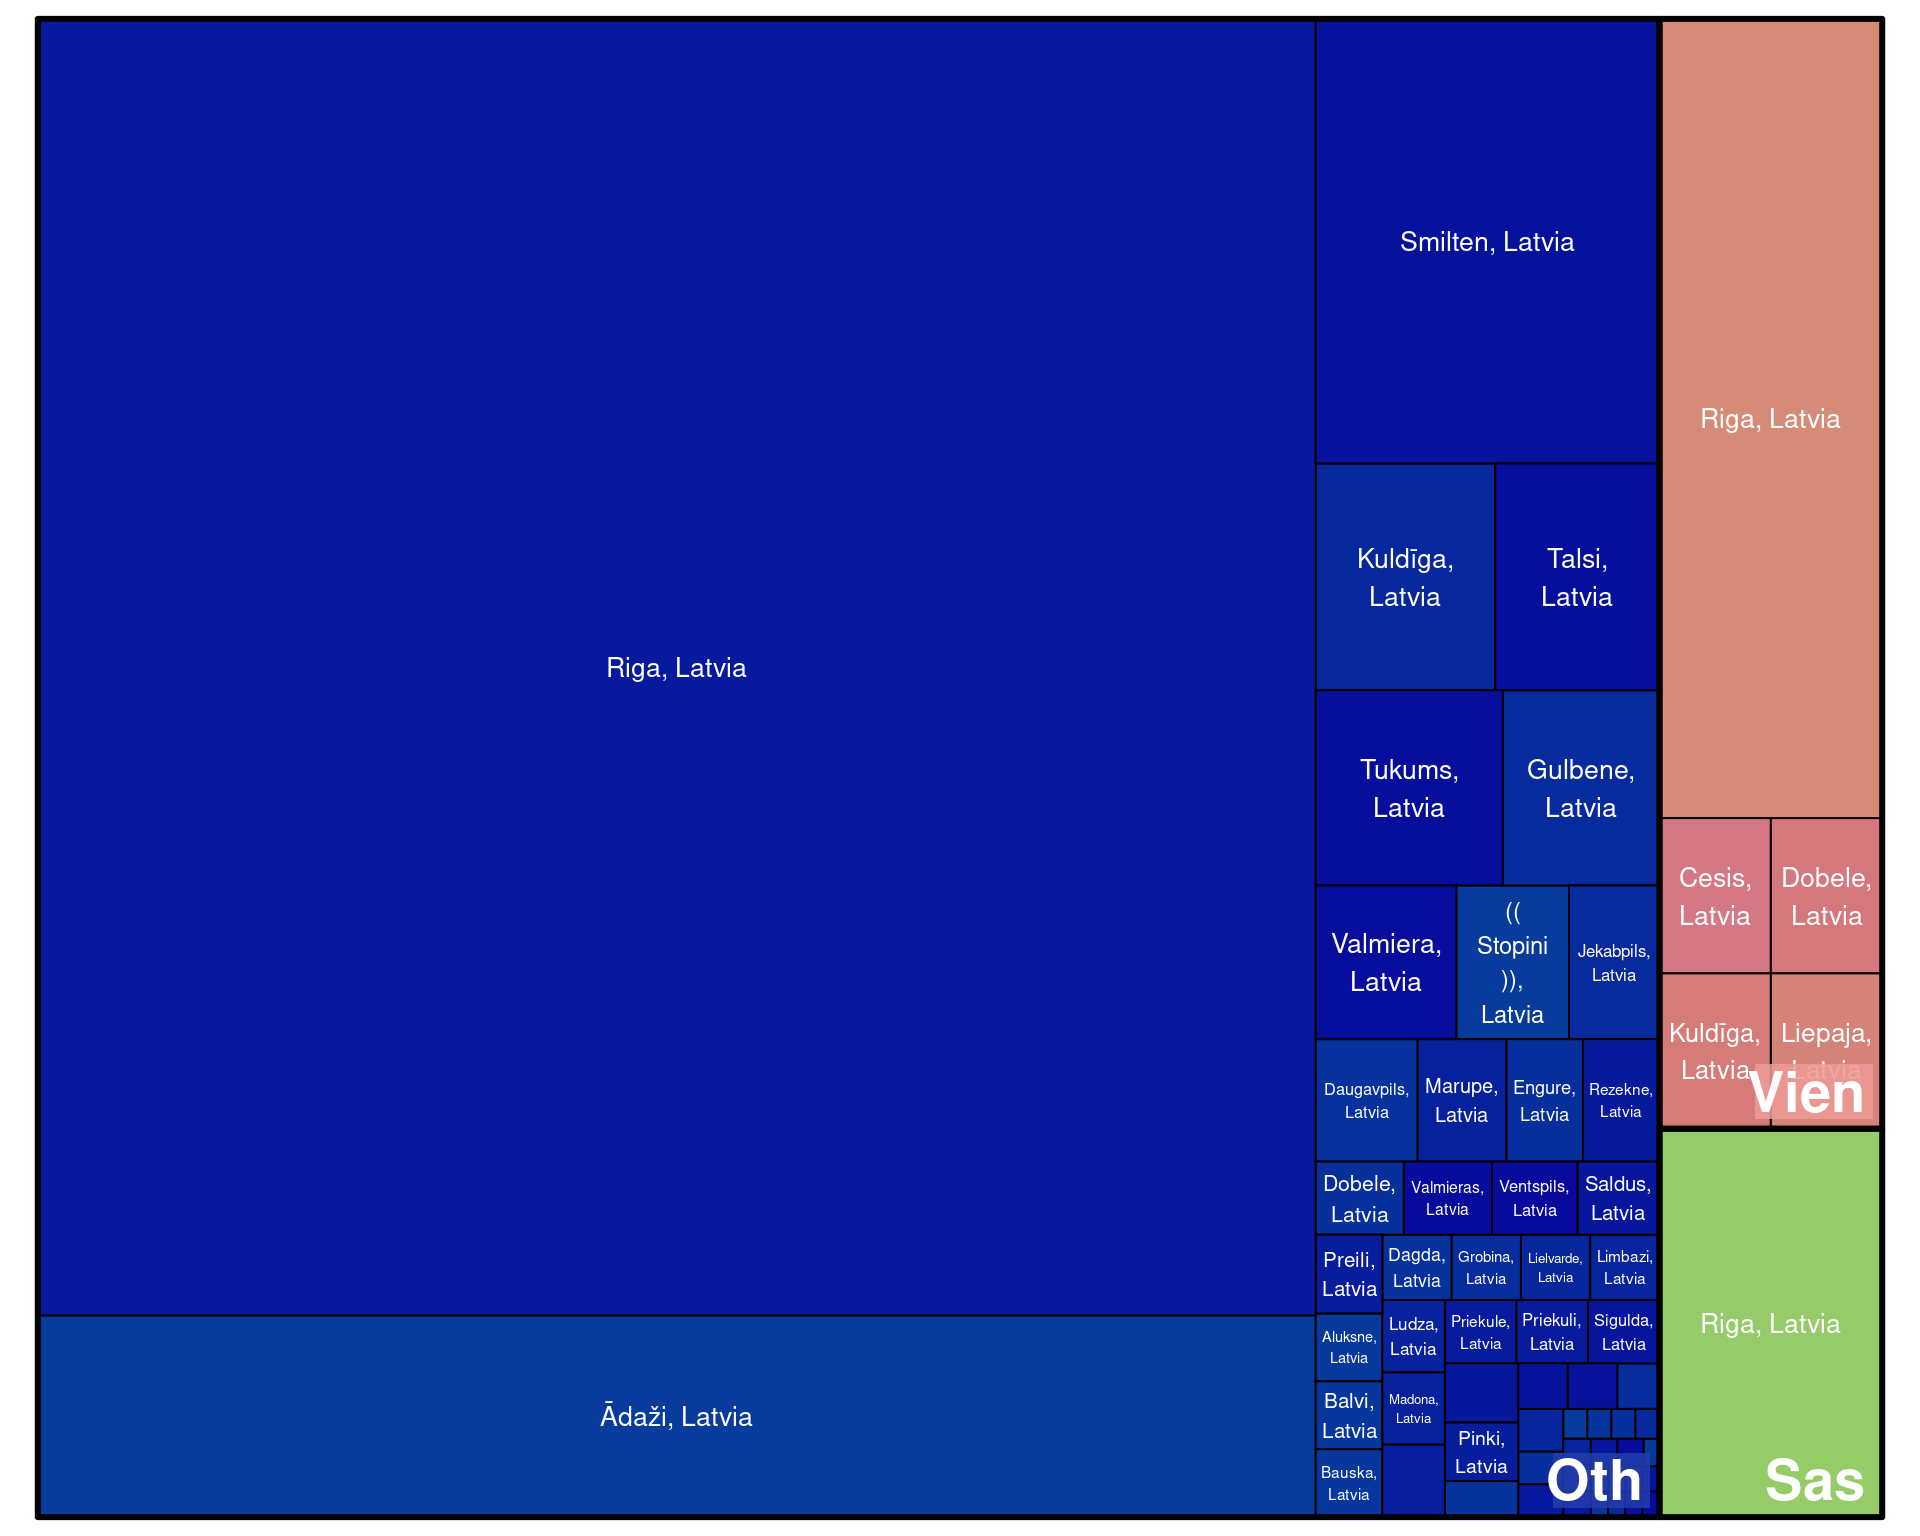 Riga, Latvia
Ādaži, Latvia
Smilten, Latvia
Kuldīga,
Latvia
Talsi,
Latvia
Tukums,
Latvia
Gulbene,
Latvia
Valmiera,
Latvia
((
Stopini
)),
Latvia
Jekabpils,
Latvia
Daugavpils,
Latvia
Marupe,
Latvia
Engure,
Latvia
Rezekne,
Latvia
Dobele,
Latvia
Valmieras,
Latvia
Ventspils,
Latvia
Saldus,
Latvia
Preili,
Latvia
Dagda,
Latvia
Grobina,
Latvia
Lielvarde,
Latvia
Limbazi,
Latvia
Aluksne,
Latvia
Ludza,
Latvia
Priekule,
Latvia
Priekuli,
Latvia
Sigulda,
Latvia
Balvi,
Latvia
Madona,
Latvia
Pinki,
Latvia
Bauska,
Latvia
Oth
Riga, Latvia
Cesis,
Latvia
Dobele,
Latvia
Kuldīga,
Latvia
Liepaja,
Latvia
Vien
Riga, Latvia
Sas